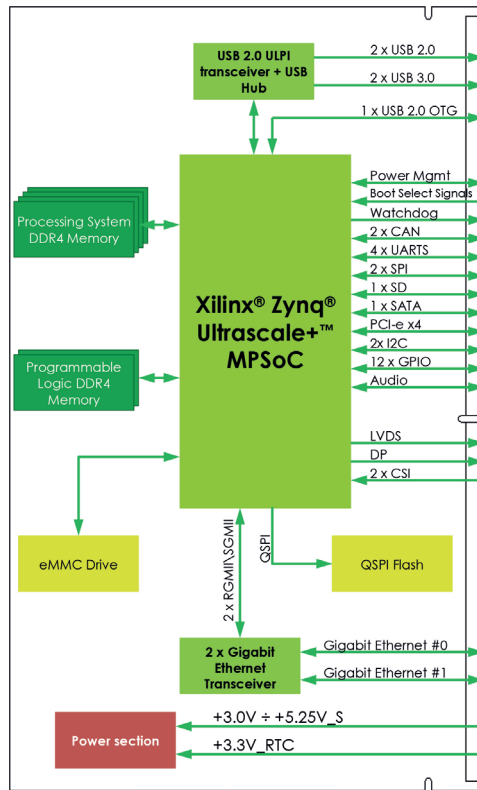 USB 2.0 ULPI
transceiver + USB
Hub
2 x USB 2.0
2 x USB 3.0
1 x USB 2.0 OTG
Processing System
DDR4 Memory
Programmable
Logic DDR4
Memory
Xilinx® Zynq®
Ultrascale+™
MPSoC
Power Mgmt
Boot Select Signals
Watchdog
2 x CAN
4 x UARTS
2 x SPI
1 x SD
1 x SATA
PCI-e x4
2x I2C
12 x GPIO
Audio
LVDS
DP
2 x CSI
eMMC Drive
2 x RGMII\SGMII
QSPI
QSPI Flash
2 x Gigabit
Ethernet
Transceiver
Gigabit Ethernet #0
Gigabit Ethernet #1
Power section
+3.0V ÷ +5.25V_S
+3.3V_RTC